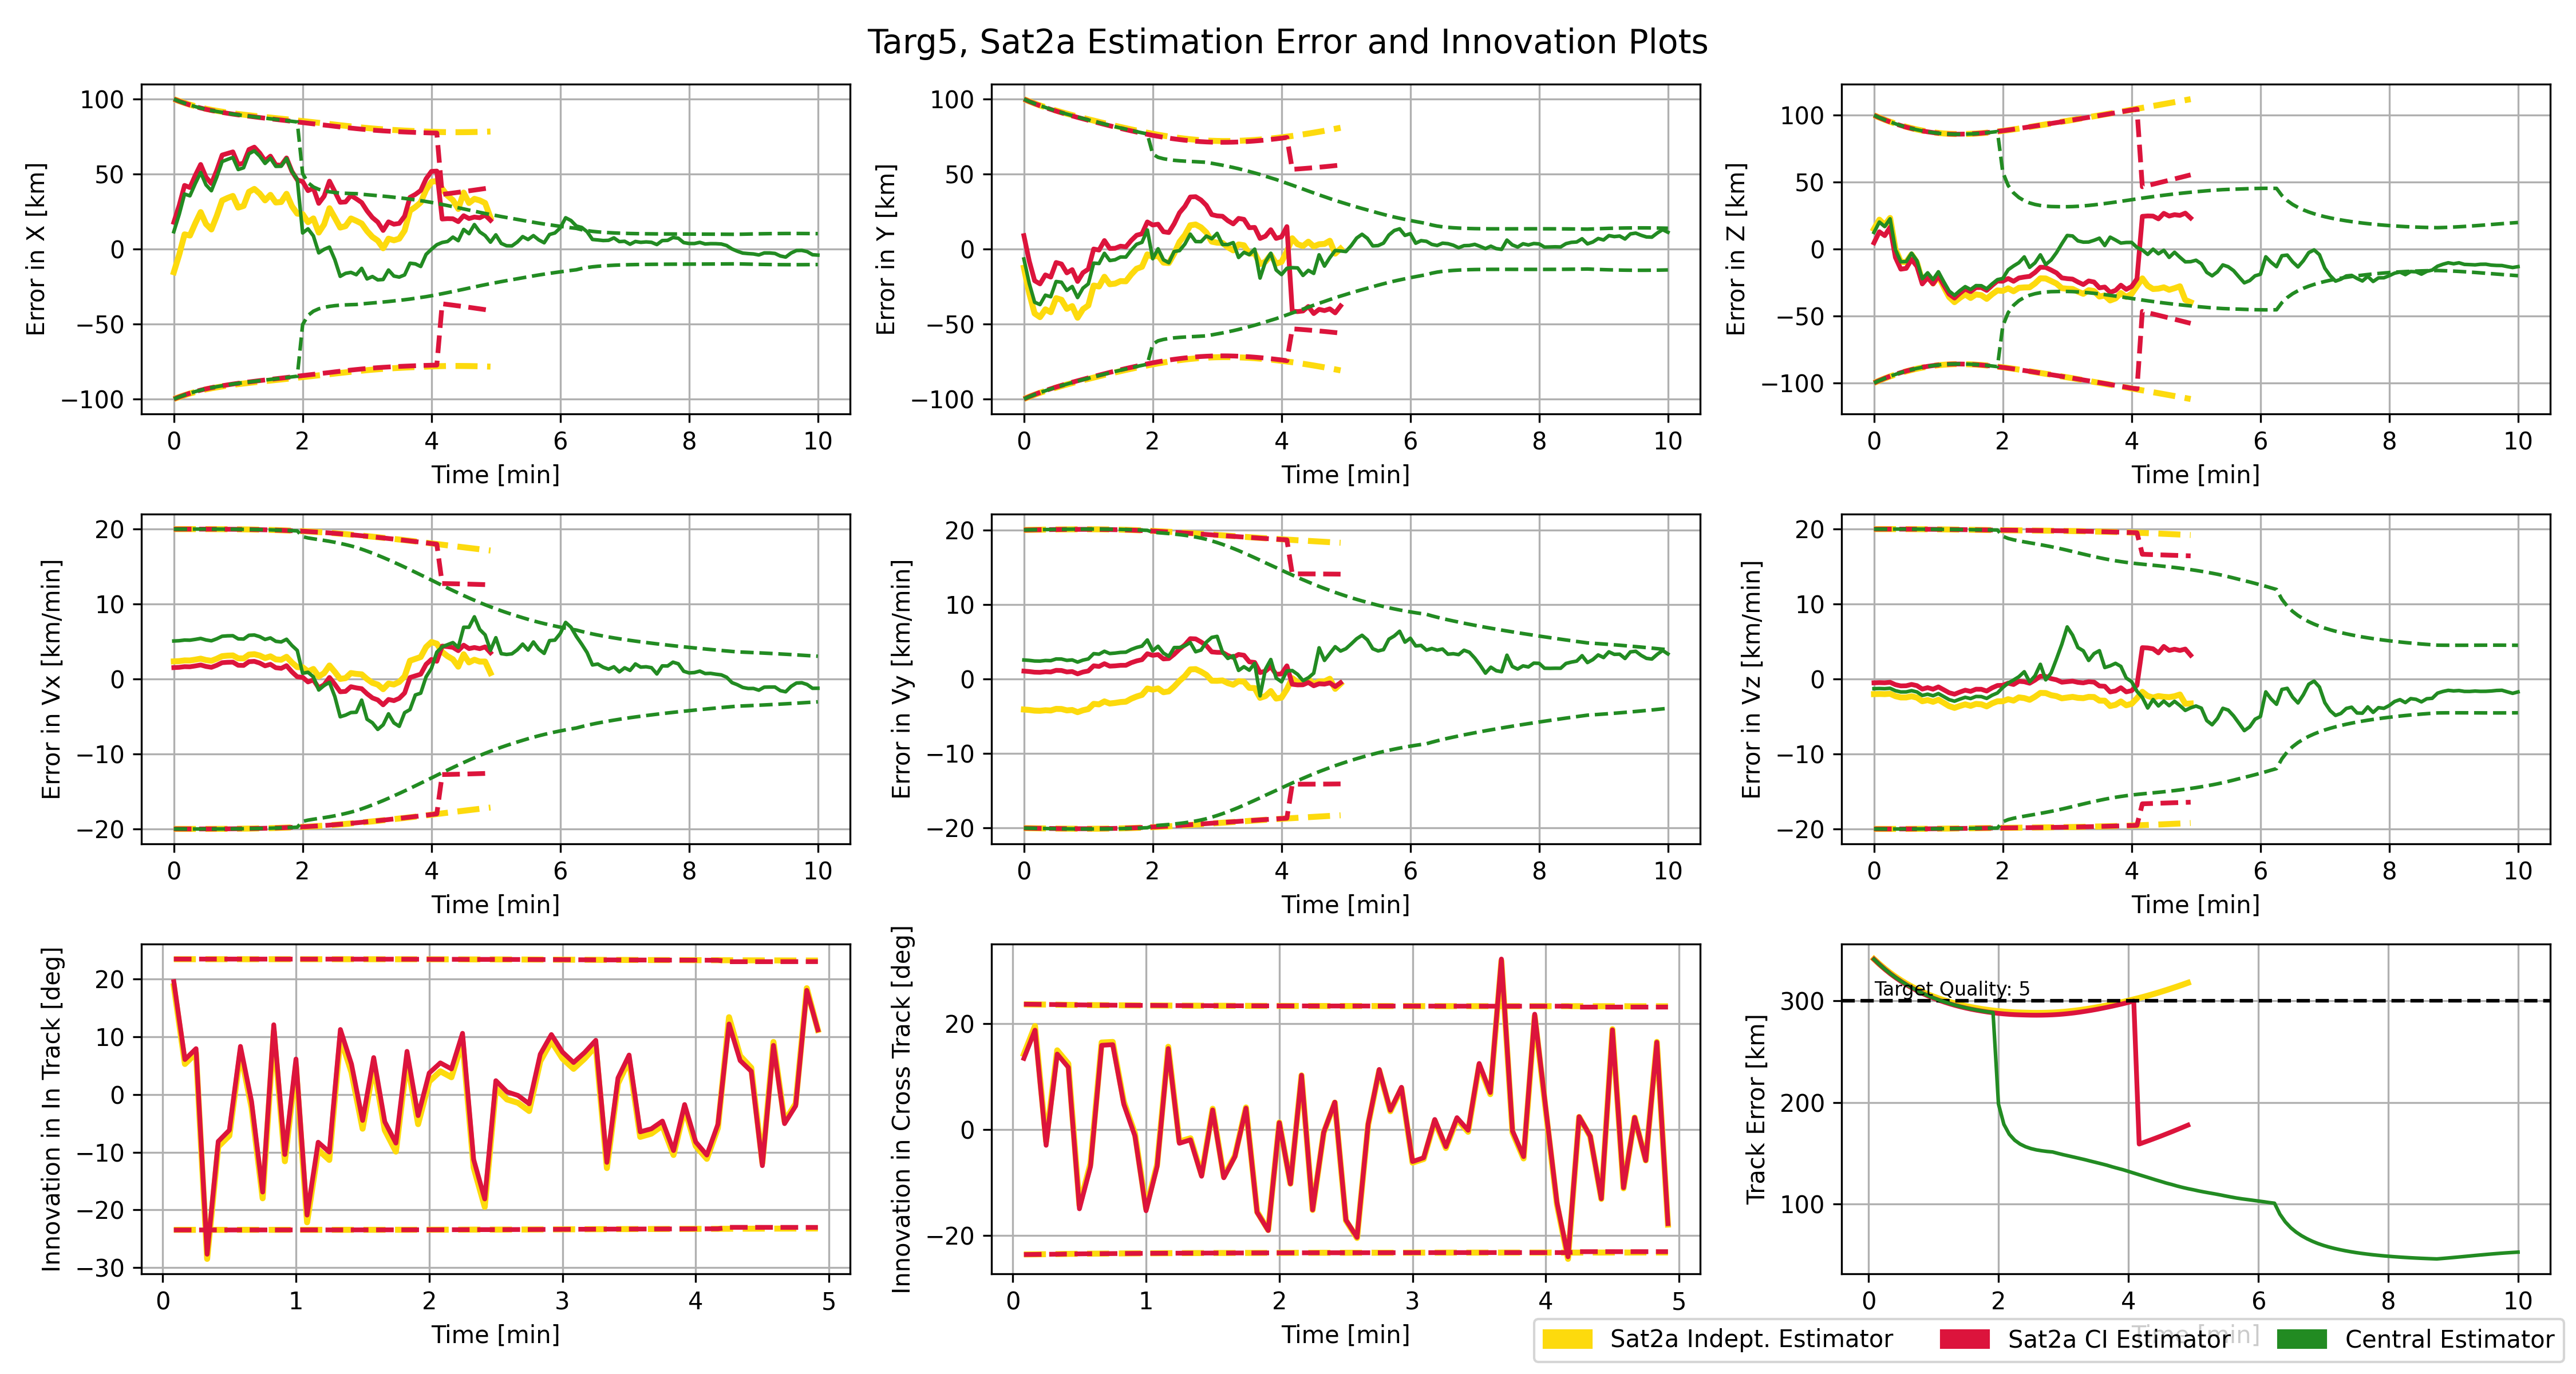 Targ5, Sat2a Estimation Error and Innovation Plots
Error in X [km]
100
50
0
−50
−100
0 2 4 6 8 10
Time [min]
Error in Y [km]
100
50
0
−50
−100
0 2 4 6 8 10
Time [min]
Error in Z [km]
100
50
0
−50
−100
0 2 4 6 8 10
Time [min]
Error in Vx [km/min]
20
10
0
−10
−20
0 2 4 6 8 10
Time [min]
Error in Vy [km/min]
20
10
0
−10
−20
0 2 4 6 8 10
Time [min]
Error in Vz [km/min]
20
10
0
−10
−20
0 2 4 6 8 10
Time [min]
Innovation in In Track [deg]
20
10
0
−10
−20
−30
0 1 2 3 4 5
Time [min]
Innovation in Cross Track [deg]
20
0
−20
0 1 2 3 4 5
Time [min]
Track Error [km]
300
200
100
Target Quality: 5
0 2 4 6 8 10
Time [min]
Sat2a Indept. Estimator
Sat2a CI Estimator
Central Estimator